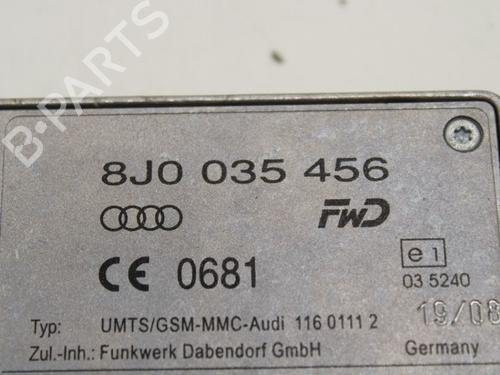 B-PARTS
8J0 035 456
FWD
CE 0681
e1
03 5240
Typ: UMTS/GSM-MMC-Audi 116 0111 2
19/08
Zul.-Inh.: Funkwerk Dabendorf GmbH Germany